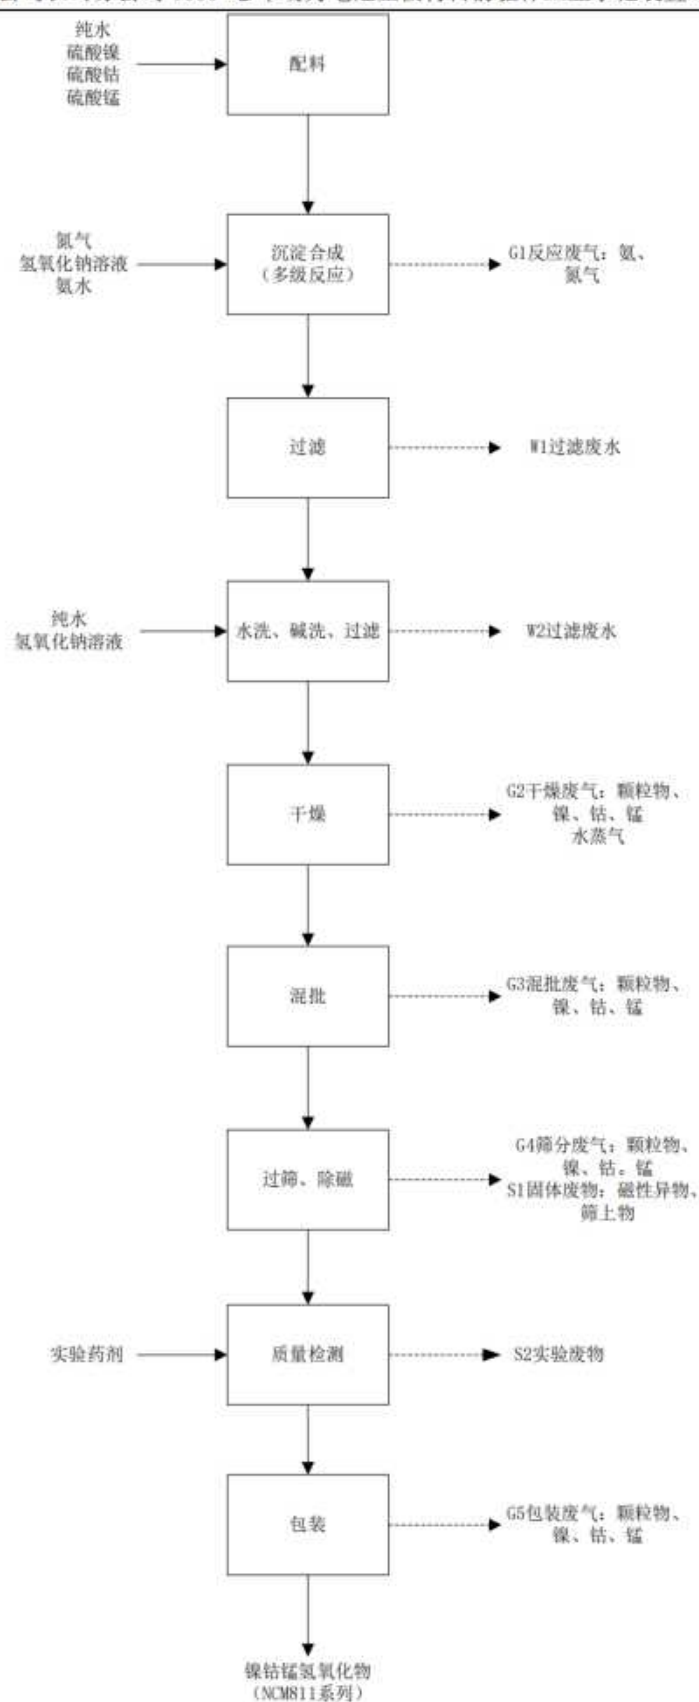 纯水
硫酸镍
硫酸钴
硫酸锰
配料
氮气
氢氧化钠溶液
氨水
沉淀合成
（多级反应）
G1反应废气：氨、
氮气
过滤
W1过滤废水
纯水
氢氧化钠溶液
水洗、碱洗、过滤
W2过滤废水
干燥
G2干燥废气：颗粒物、
镍、钴、锰
水蒸气
混批
G3混批废气：颗粒物、
镍、钴、锰
过筛、除磁
G4筛分废气：颗粒物、
镍、钴。锰
S1固体废物：磁性异物、
筛上物
实验药剂
质量检测
S2实验废物
包装
G5包装废气：颗粒物、
镍、钴、锰
镍钴锰氢氧化物
（NCM811系列）